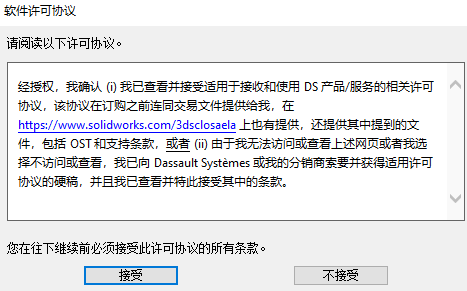 软件许可协议
请阅读以下许可协议。
经授权，我确认 (i) 我已查看并接受适用于接收和使用 DS 产品/服务的相关许可
协议，该协议在订购之前连同交易文件提供给我，在
https://www.solidworks.com/3dsclosaela 上也有提供，还提供其中提到的文
件，包括 OST 和支持条款，或者 (ii) 由于我无法访问或查看上述网页或者我选
择不访问或查看，我已向 Dassault Systèmes 或我的分销商索要并获得适用许可
协议的硬稿，并且我已查看并特此接受其中的条款。
您在往下继续前必须接受此许可协议的所有条款。
接受
不接受